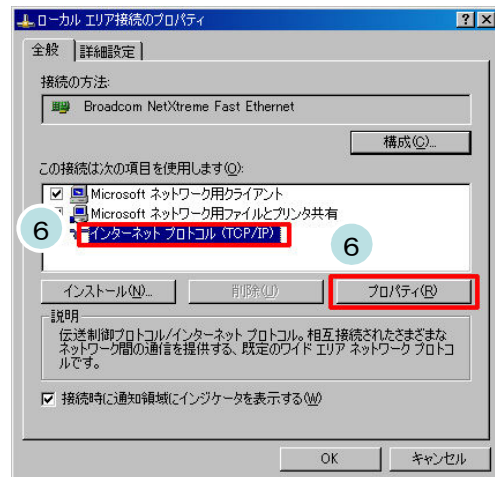 ローカル エリア接続のプロパティ
全般
詳細設定
接続の方法:
Broadcom NetXtreme Fast Ethernet
構成(C)...
この接続は次の項目を使用します(O):
Microsoft ネットワーク用クライアント
Microsoft ネットワーク用ファイルとプリンタ共有
6 インターネット プロトコル (TCP/IP)
6
インストール(N)...
削除(U)
プロパティ(R)
説明
伝送制御プロトコル/インターネット プロトコル。相互接続されたさまざまな
ネットワーク間の通信を提供する、既定のワイド エリア ネットワーク プロトコ
ルです。
接続時に通知領域にインジケータを表示する(W)
OK
キャンセル